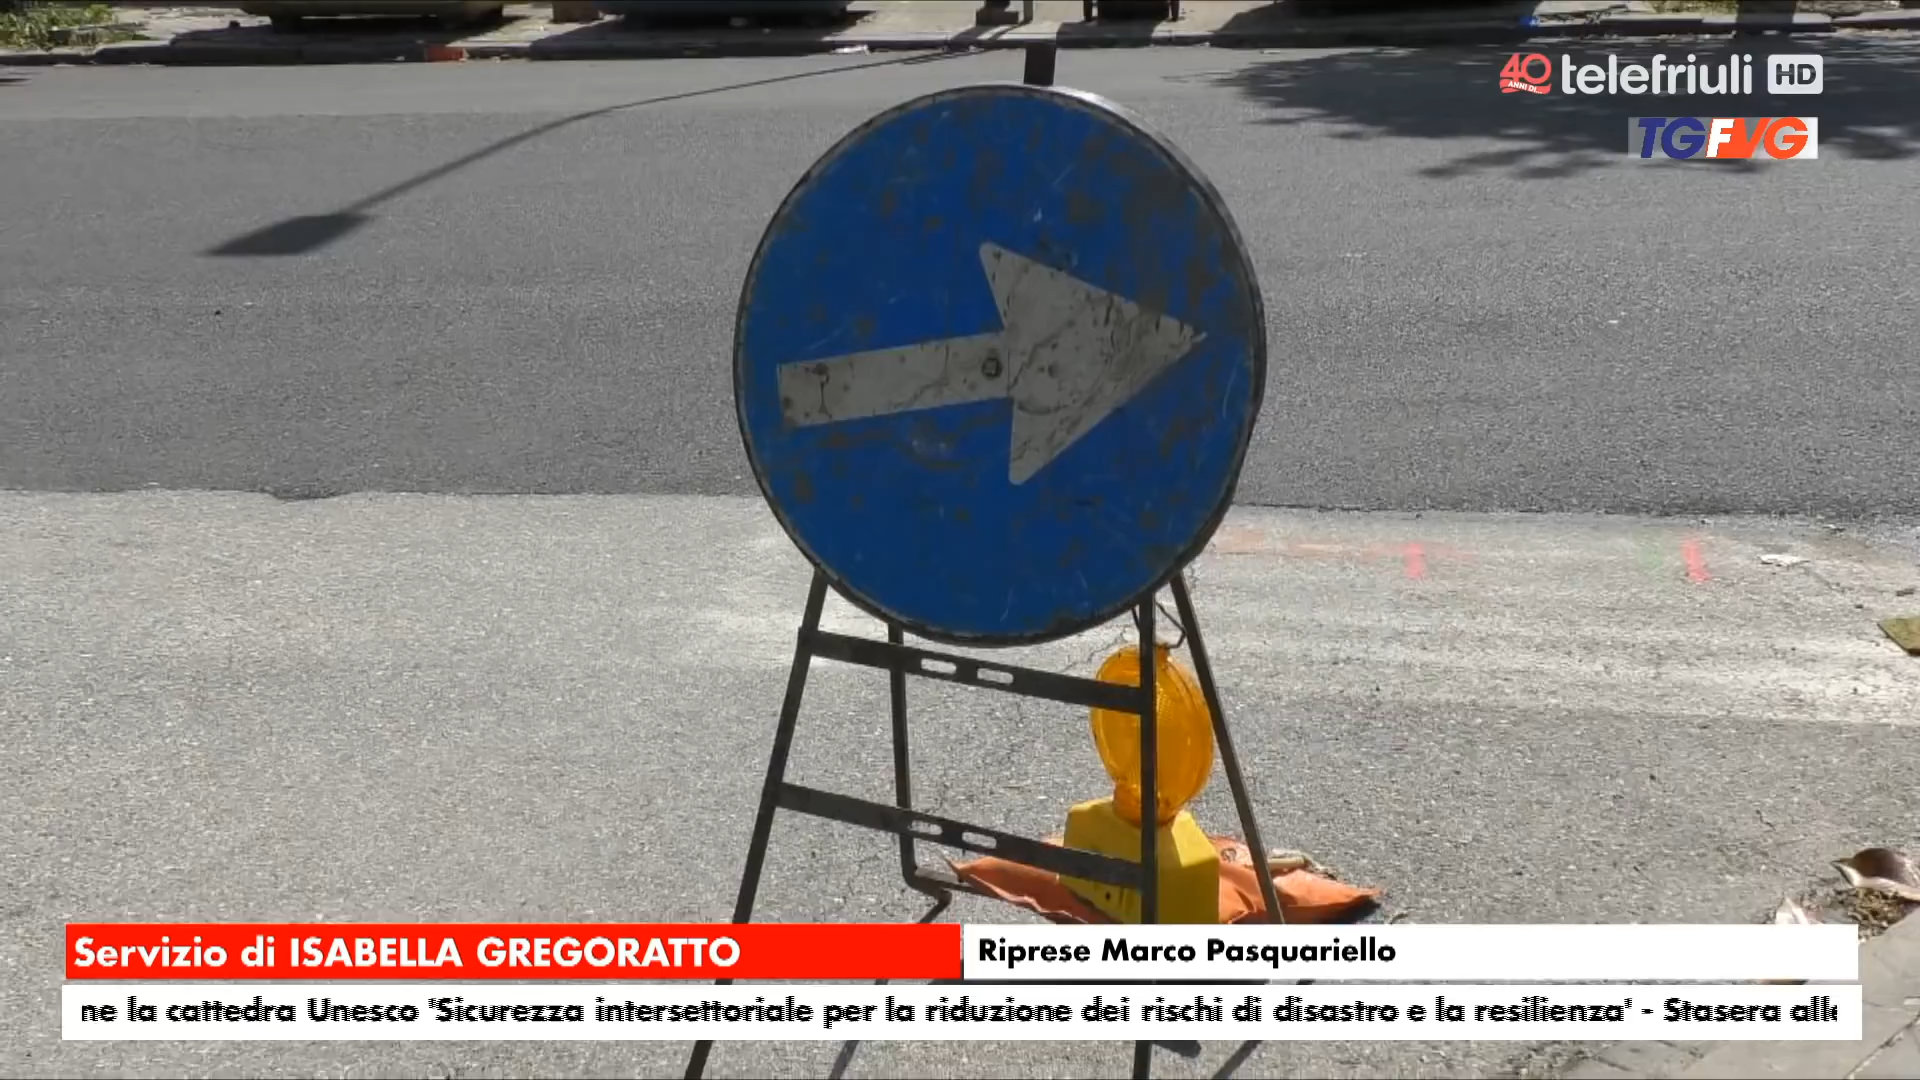 40 telefriuli HD
ANNI DI...
TGFVG
Servizio di ISABELLA GREGORATTO
Riprese Marco Pasquariello
ne la cattedra Unesco 'Sicurezza intersettoriale per la riduzione dei rischi di disastro e la resilienza' - Stasera alle